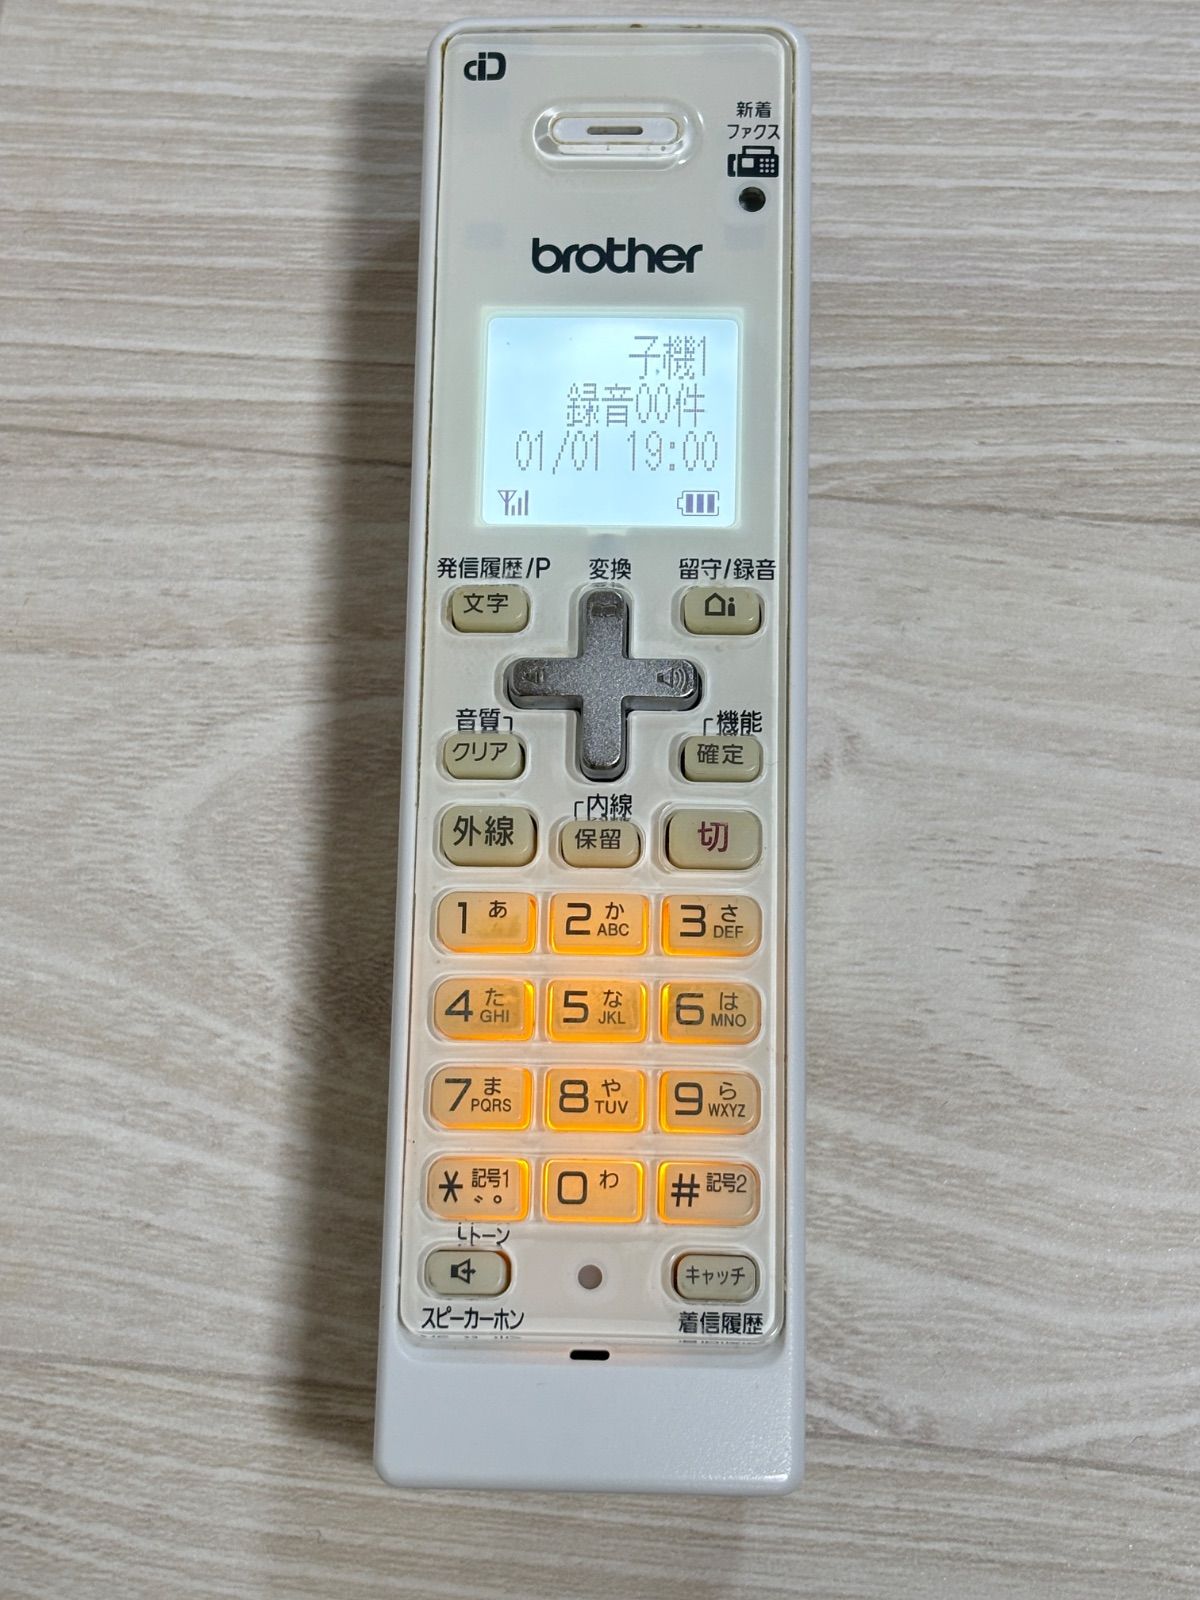 新着
ファクス
brother
子機1
録音00件
01/01 19:00
発信履歴/P 変換 留守/録音
文字
音質 機能
クリア 確定
内線
外線 保留 切
1 あ 2 か ABC 3 さ DEF
4 た GHI 5 な JKL 6 は MNO
7 ま PQRS 8 や TUV 9 ら WXYZ
* 記号1 ゛゜ 0 わ # 記号2
トーン
キャッチ
スピーカーホン 着信履歴